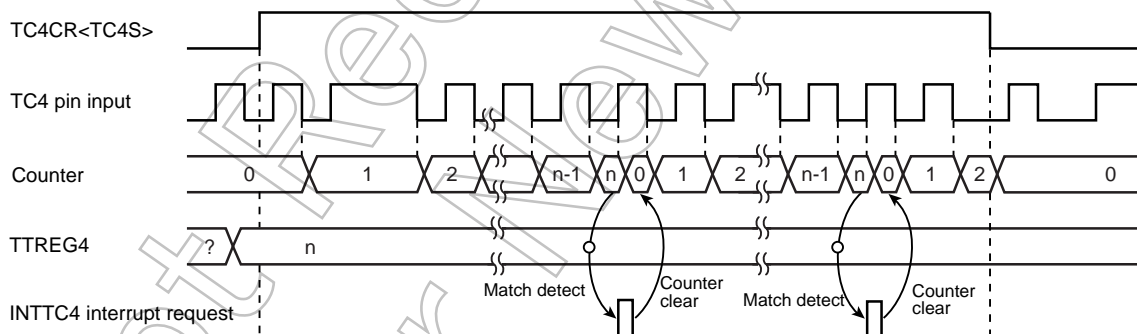 TC4CR<TC4S>
TC4 pin input
Counter
0 1 2 n-1 n 0 1 2 n-1 n 0 1 2 0
TTREG4
? n
Match detect
Counter
clear
Match detect
Counter
clear
INTTC4 interrupt request